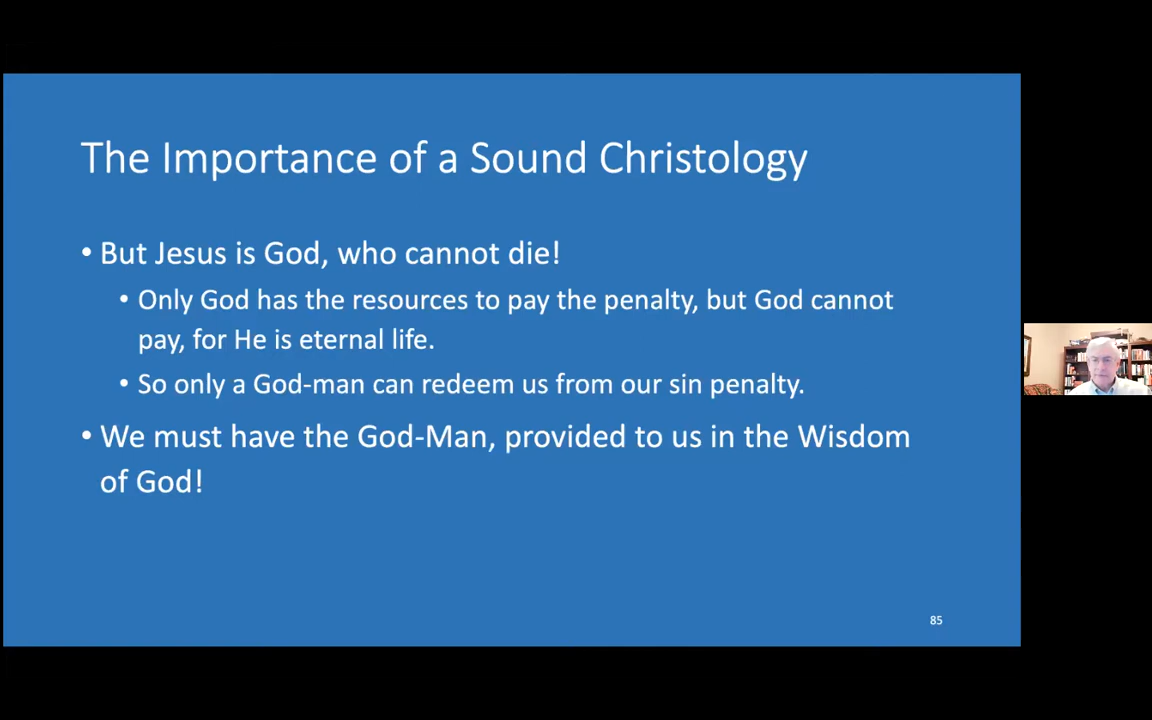 The Importance of a Sound Christology
• But Jesus is God, who cannot die!
• Only God has the resources to pay the penalty, but God cannot
pay, for He is eternal life.
• So only a God-man can redeem us from our sin penalty.
• We must have the God-Man, provided to us in the Wisdom
of God!
85